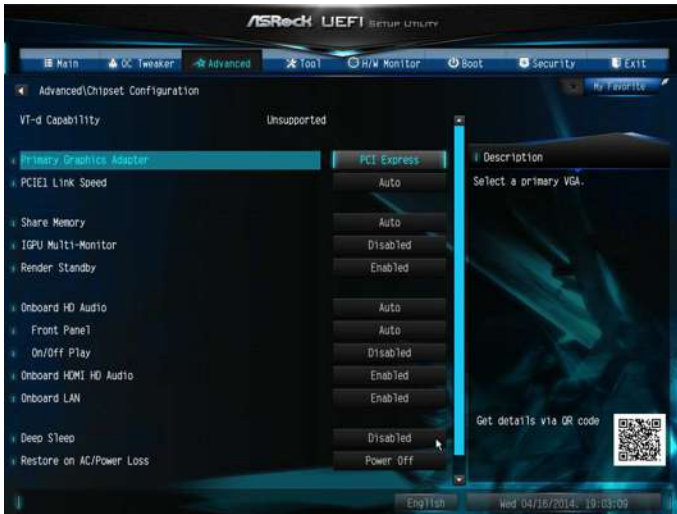 ASRock UEFI SETUP UTILITY
Main OC Tweaker Advanced Tool H/W Monitor Boot Security Exit
Advanced\Chipset Configuration My Favorite
VT-d Capability Unsupported
Primary Graphics Adapter PCI Express
Description
PCIE1 Link Speed Auto
Select a primary VGA.
Share Memory Auto
IGPU Multi-Monitor Disabled
Render Standby Enabled
Onboard HD Audio Auto
Front Panel Auto
On/Off Play Disabled
Onboard HDMI HD Audio Enabled
Onboard LAN Enabled
Get details via QR code
Deep Sleep Disabled
Restore on AC/Power Loss Power Off
English Wed 04/16/2014. 19:03:09